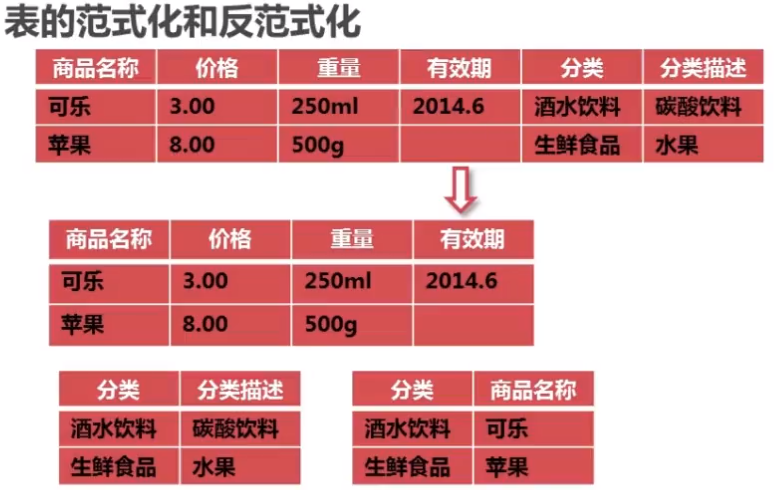 表的范式化和反范式化
商品名称 价格 重量 有效期 分类 分类描述
可乐 3.00 250ml 2014.6 酒水饮料 碳酸饮料
苹果 8.00 500g 生鲜食品 水果
商品名称 价格 重量 有效期
可乐 3.00 250ml 2014.6
苹果 8.00 500g
分类 分类描述
酒水饮料 碳酸饮料
生鲜食品 水果
分类 商品名称
酒水饮料 可乐
生鲜食品 苹果